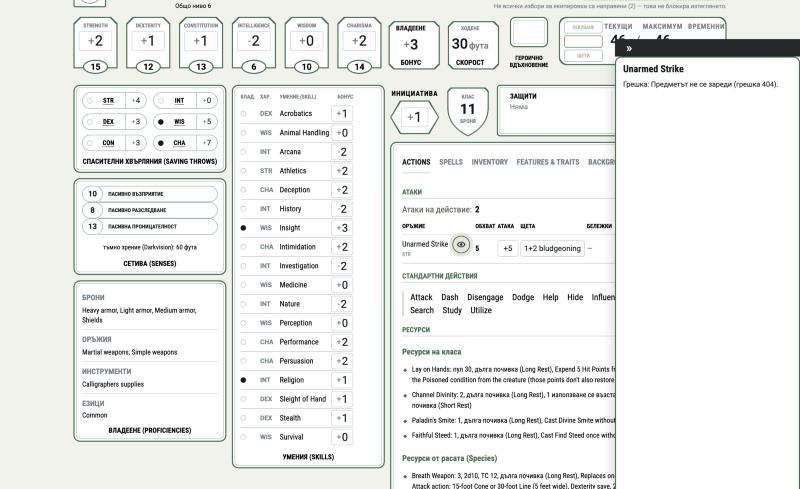 Общо ниво 6
Не всички избори за екипировка са направени (2) — това не блокира изтеглянето.
STRENGTH
+2
15
DEXTERITY
+1
12
CONSTITUTION
+1
13
INTELLIGENCE
-2
6
WISDOM
+0
10
CHARISMA
+2
14
ВЛАДЕЕНЕ
+3
БОНУС
ХОДЕНЕ
30 фута
СКОРОСТ
ГЕРОИЧНО
ВДЪХНОВЕНИЕ
ЛЕКУВАНЕ
ЩЕТИ
ТЕКУЩИ МАКСИМУМ ВРЕМЕННИ
STR +4 INT +0
DEX +3 WIS +5
CON +3 CHA +7
СПАСИТЕЛНИ ХВЪРЛЯНИЯ (SAVING THROWS)
10 ПАСИВНО ВЪЗПРИЯТИЕ
8 ПАСИВНО РАЗСЛЕДВАНЕ
13 ПАСИВНА ПРОНИЦАТЕЛНОСТ
тъмно зрение (Darkvision): 60 фута
СЕТИВА (SENSES)
БРОНИ
Heavy armor, Light armor, Medium armor,
Shields
ОРЪЖИЯ
Martial weapons, Simple weapons
ИНСТРУМЕНТИ
Calligraphers supplies
ЕЗИЦИ
Common
ВЛАДЕЕНЕ (PROFICIENCIES)
ВЛАД. ХАР. УМЕНИЕ (SKILL) БОНУС
DEX Acrobatics +1
WIS Animal Handling +0
INT Arcana -2
STR Athletics +2
CHA Deception +2
INT History -2
WIS Insight +3
CHA Intimidation +2
INT Investigation -2
WIS Medicine +0
INT Nature -2
WIS Perception +0
CHA Performance +2
CHA Persuasion +2
INT Religion +1
DEX Sleight of Hand +1
DEX Stealth +1
WIS Survival +0
УМЕНИЯ (SKILLS)
ИНИЦИАТИВА
+1
КЛАС
11
БРОНЯ
ЗАЩИТИ
Няма
ACTIONS SPELLS INVENTORY FEATURES & TRAITS BACKGR
АТАКИ
Атаки на действие: 2
ОРЪЖИЕ ОБХВАТ АТАКА ЩЕТА БЕЛЕЖКИ
Unarmed Strike 5 +5 1+2 bludgeoning —
STR
СТАНДАРТНИ ДЕЙСТВИЯ
Attack Dash Disengage Dodge Help Hide Influen
Search Study Utilize
РЕСУРСИ
Ресурси на класа
Lay on Hands: пул 30, дълга почивка (Long Rest), Expend 5 Hit Points f
the Poisoned condition from the creature (those points don't also restore
Channel Divinity: 2, дълга почивка (Long Rest), 1 използване се възста
почивка (Short Rest)
Paladin's Smite: 1, дълга почивка (Long Rest), Cast Divine Smite without
Faithful Steed: 1, дълга почивка (Long Rest), Cast Find Steed once witho
Ресурси от расата (Species)
Breath Weapon: 3, 2d10, TC 12, дълга почивка (Long Rest), Replaces on
Attack action: 15-foot Cone or 30-foot Line (5 feet wide). Dexterity save, 2
»
Unarmed Strike
Грешка: Предметът не се зареди (грешка 404).